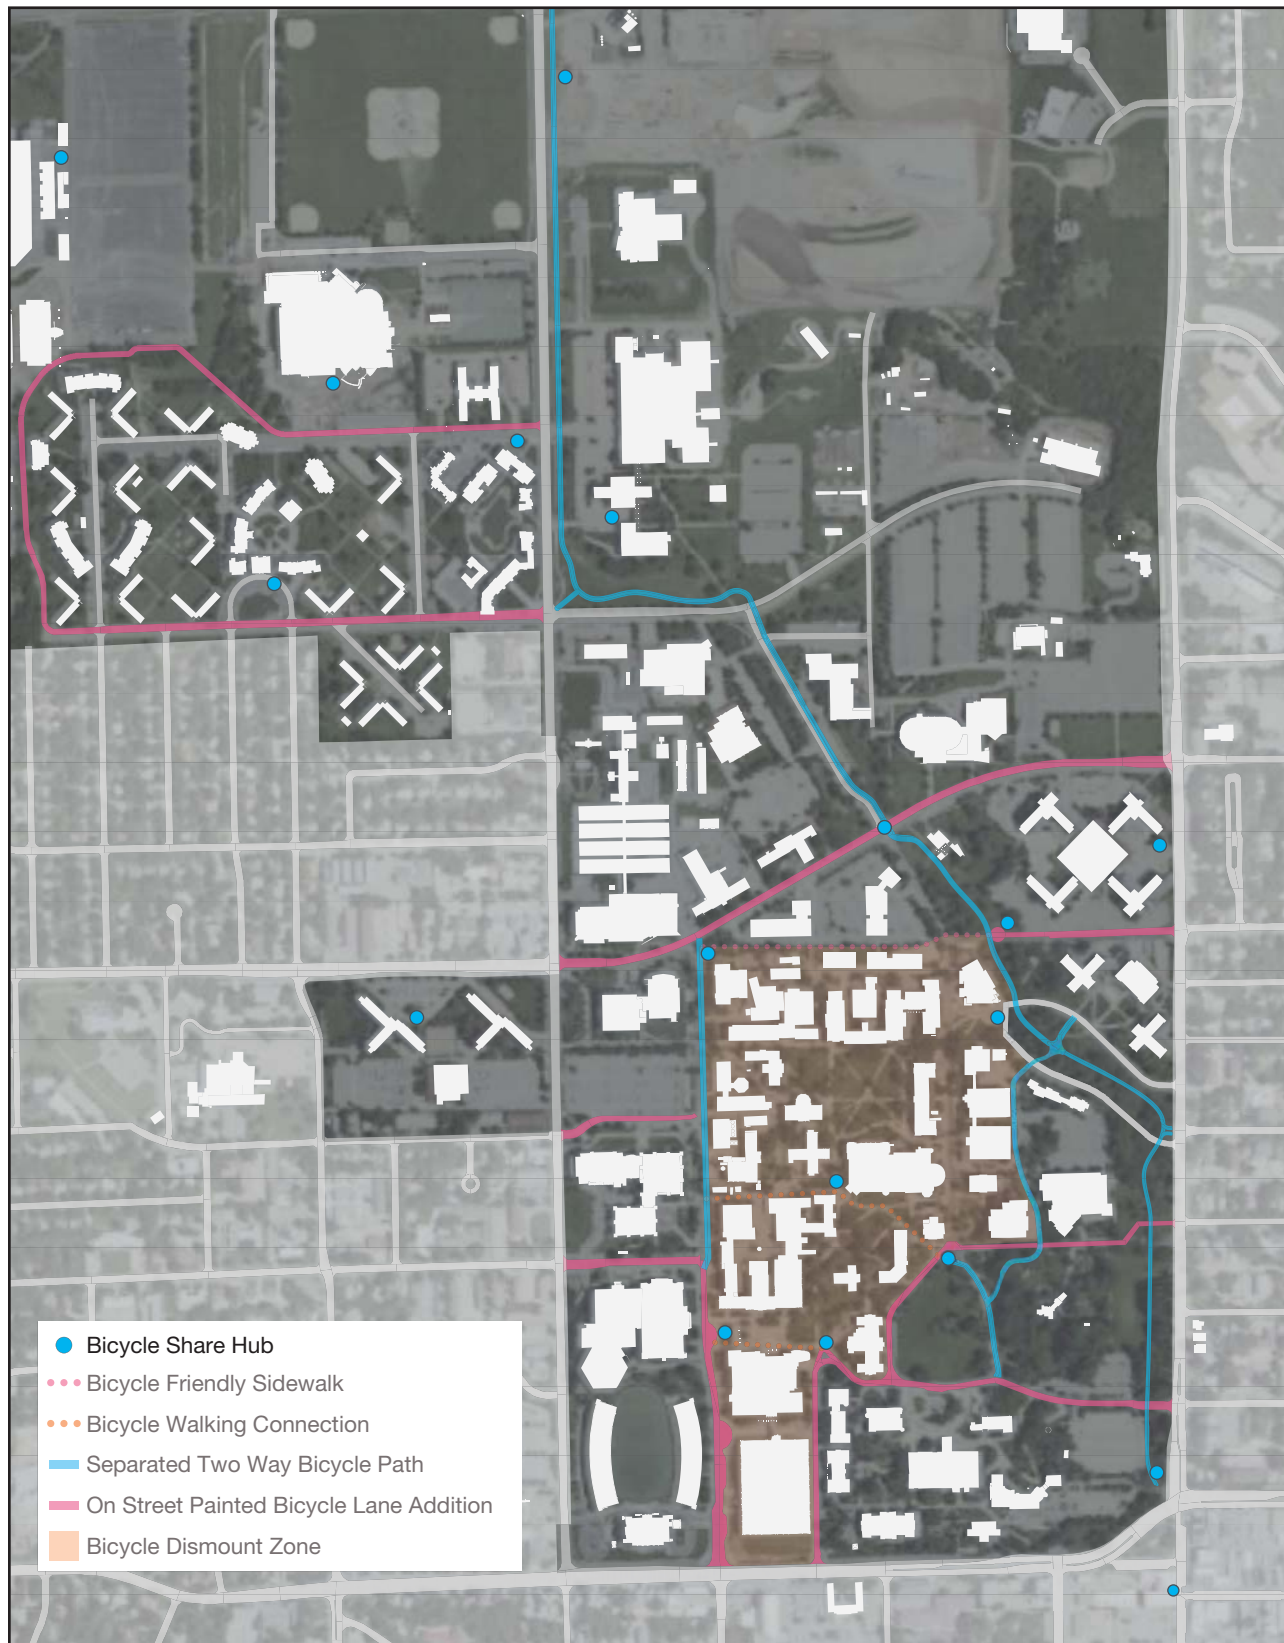 Bicycle Share Hub
Bicycle Friendly Sidewalk
Bicycle Walking Connection
Separated Two Way Bicycle Path
On Street Painted Bicycle Lane Addition
Bicycle Dismount Zone